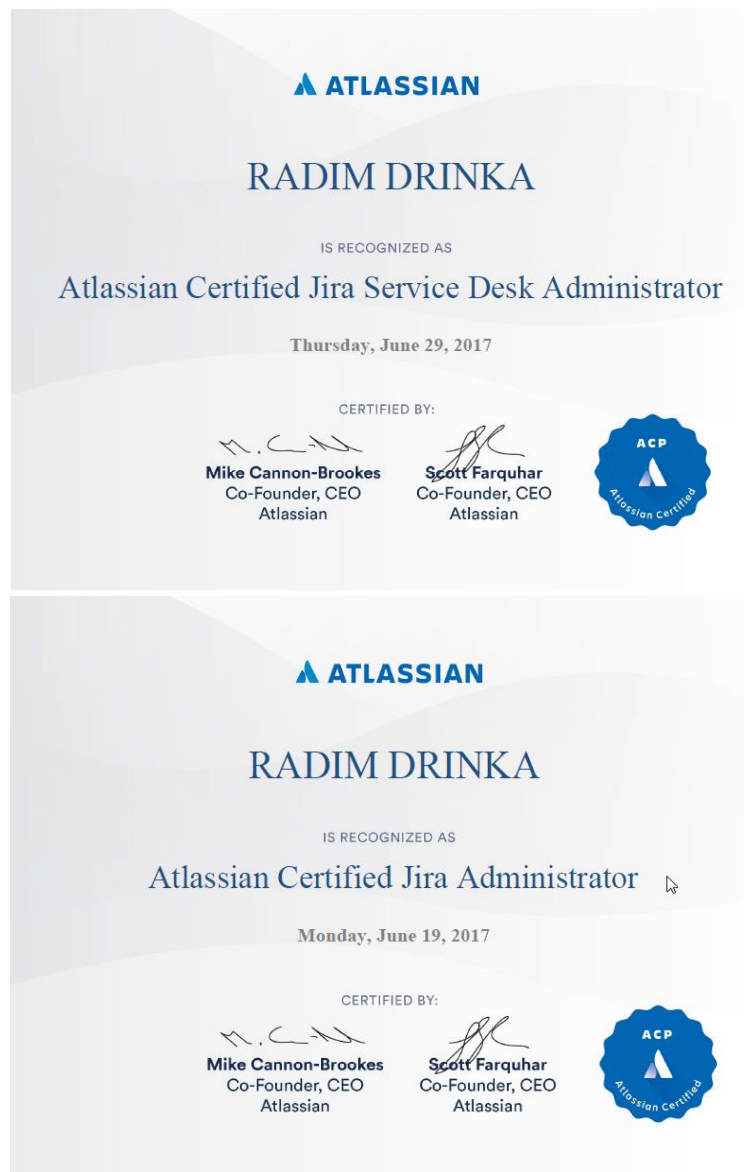 ATLASSIAN
RADIM DRINKA
IS RECOGNIZED AS
Atlassian Certified Jira Service Desk Administrator
Thursday, June 29, 2017
CERTIFIED BY:
Mike Cannon-Brookes Scott Farquhar
Co-Founder, CEO Co-Founder, CEO
Atlassian Atlassian
ACP
Atlassian Certified
ATLASSIAN
RADIM DRINKA
IS RECOGNIZED AS
Atlassian Certified Jira Administrator
Monday, June 19, 2017
CERTIFIED BY:
Mike Cannon-Brookes Scott Farquhar
Co-Founder, CEO Co-Founder, CEO
Atlassian Atlassian
ACP
Atlassian Certified